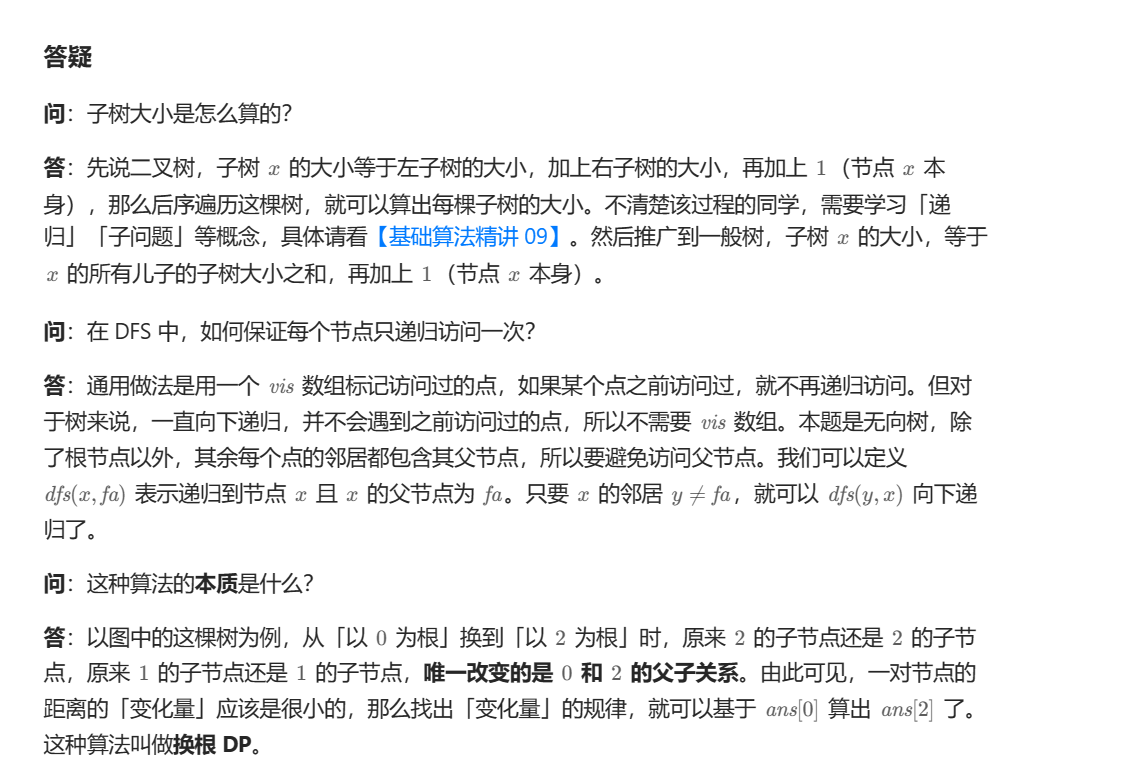 答疑
问：子树大小是怎么算的？
答：先说二叉树，子树 x 的大小等于左子树的大小，加上右子树的大小，再加上 1（节点 x 本
身），那么后序遍历这棵树，就可以算出每棵子树的大小。不清楚该过程的同学，需要学习「递
归」「子问题」等概念，具体请看【基础算法精讲 09】。然后推广到一般树，子树 x 的大小，等于
x 的所有儿子的子树大小之和，再加上 1（节点 x 本身）。
问：在 DFS 中，如何保证每个节点只递归访问一次？
答：通用做法是用一个 vis 数组标记访问过的点，如果某个点之前访问过，就不再递归访问。但对
于树来说，一直向下递归，并不会遇到之前访问过的点，所以不需要 vis 数组。本题是无向树，除
了根节点以外，其余每个点的邻居都包含其父节点，所以要避免访问父节点。我们可以定义
dfs(x, fa) 表示递归到节点 x 且 x 的父节点为 fa。只要 x 的邻居 y ≠ fa，就可以 dfs(y, x) 向下递
归了。
问：这种算法的本质是什么？
答：以图中的这棵树为例，从「以 0 为根」换到「以 2 为根」时，原来 2 的子节点还是 2 的子节
点，原来 1 的子节点还是 1 的子节点，唯一改变的是 0 和 2 的父子关系。由此可见，一对节点的
距离的「变化量」应该是很小的，那么找出「变化量」的规律，就可以基于 ans[0] 算出 ans[2] 了。
这种算法叫做换根 DP。